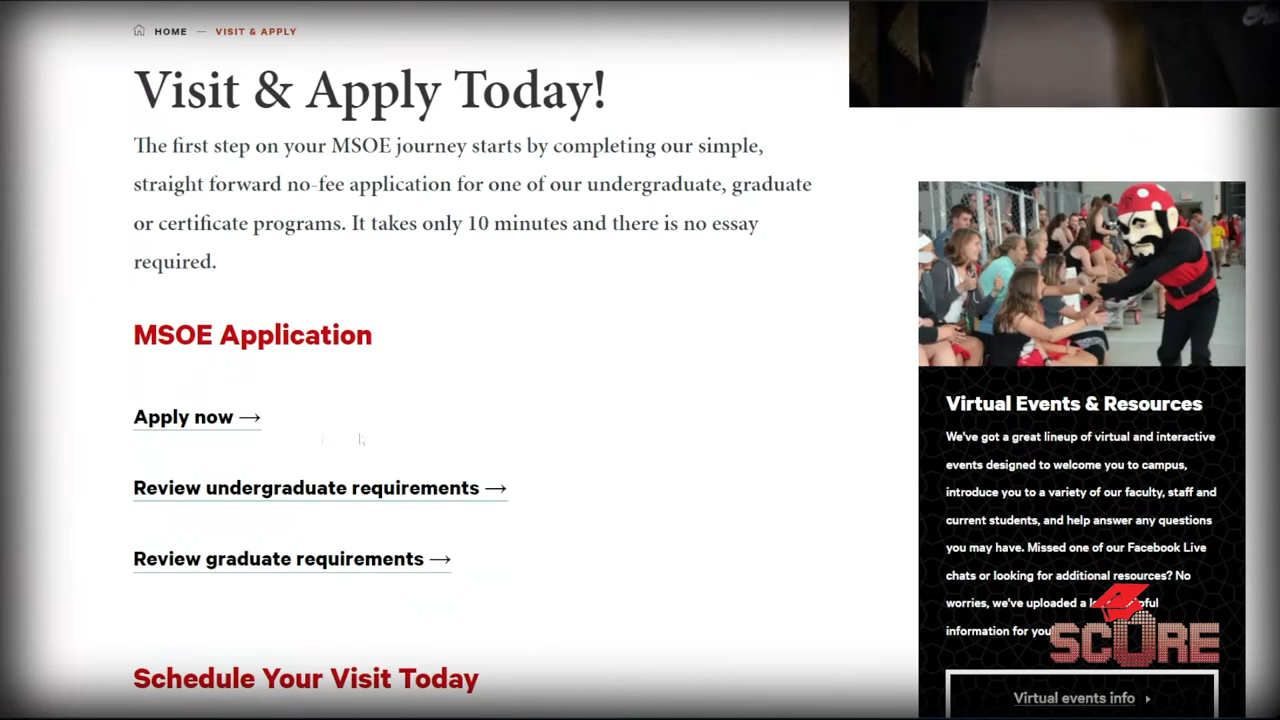 HOME — VISIT & APPLY
Visit & Apply Today!
The first step on your MSOE journey starts by completing our simple,
straight forward no-fee application for one of our undergraduate, graduate
or certificate programs. It takes only 10 minutes and there is no essay
required.
MSOE Application
Apply now →
Review undergraduate requirements →
Review graduate requirements →
Schedule Your Visit Today
Virtual Events & Resources
We've got a great lineup of virtual and interactive
events designed to welcome you to campus,
introduce you to a variety of our faculty, staff and
current students, and help answer any questions
you may have. Missed one of our Facebook Live
chats or looking for additional resources? No
worries, we've uploaded a
information for you
Virtual events info
SCORE